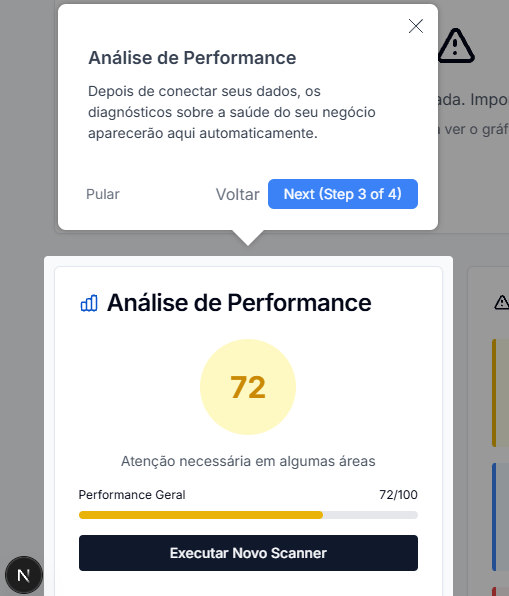 Análise de Performance
Depois de conectar seus dados, os
diagnósticos sobre a saúde do seu negócio
aparecerão aqui automaticamente.
Pular
Voltar
Next (Step 3 of 4)
ada. Impo
ver o gráf
Análise de Performance
72
Atenção necessária em algumas áreas
Performance Geral
72/100
Executar Novo Scanner
N